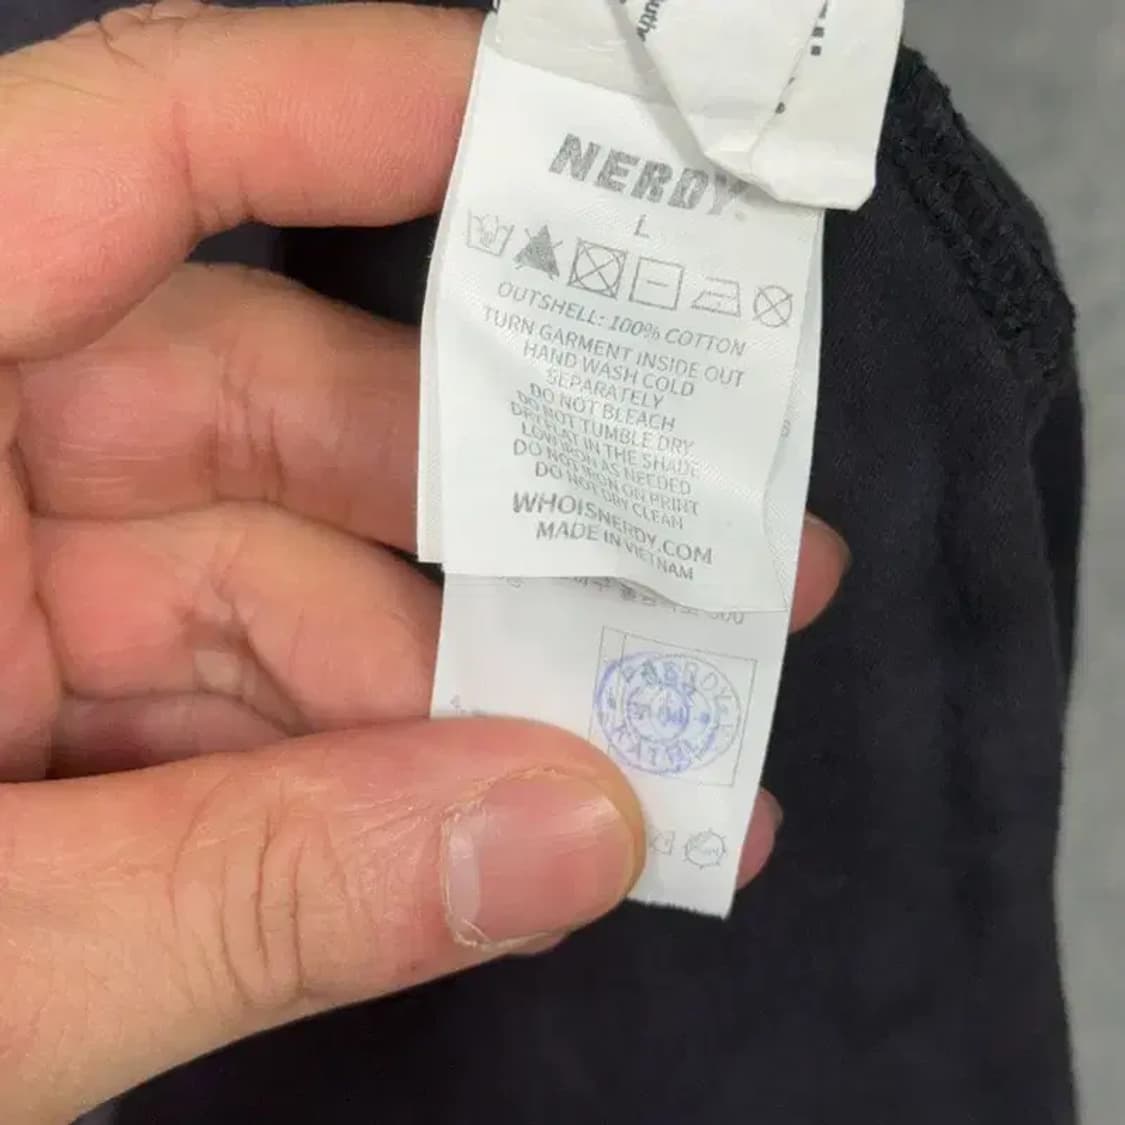 NERDY
L
OUTSHELL: 100% COTTON
TURN GARMENT INSIDE OUT
HAND WASH COLD
SEPARATELY
DO NOT BLEACH
DO NOT TUMBLE DRY
DRY FLAT IN THE SHADE
LOW IRON AS NEEDED
DO NOT IRON ON PRINT
DO NOT DRY CLEAN
WHOISNERDY.COM
MADE IN VIETNAM